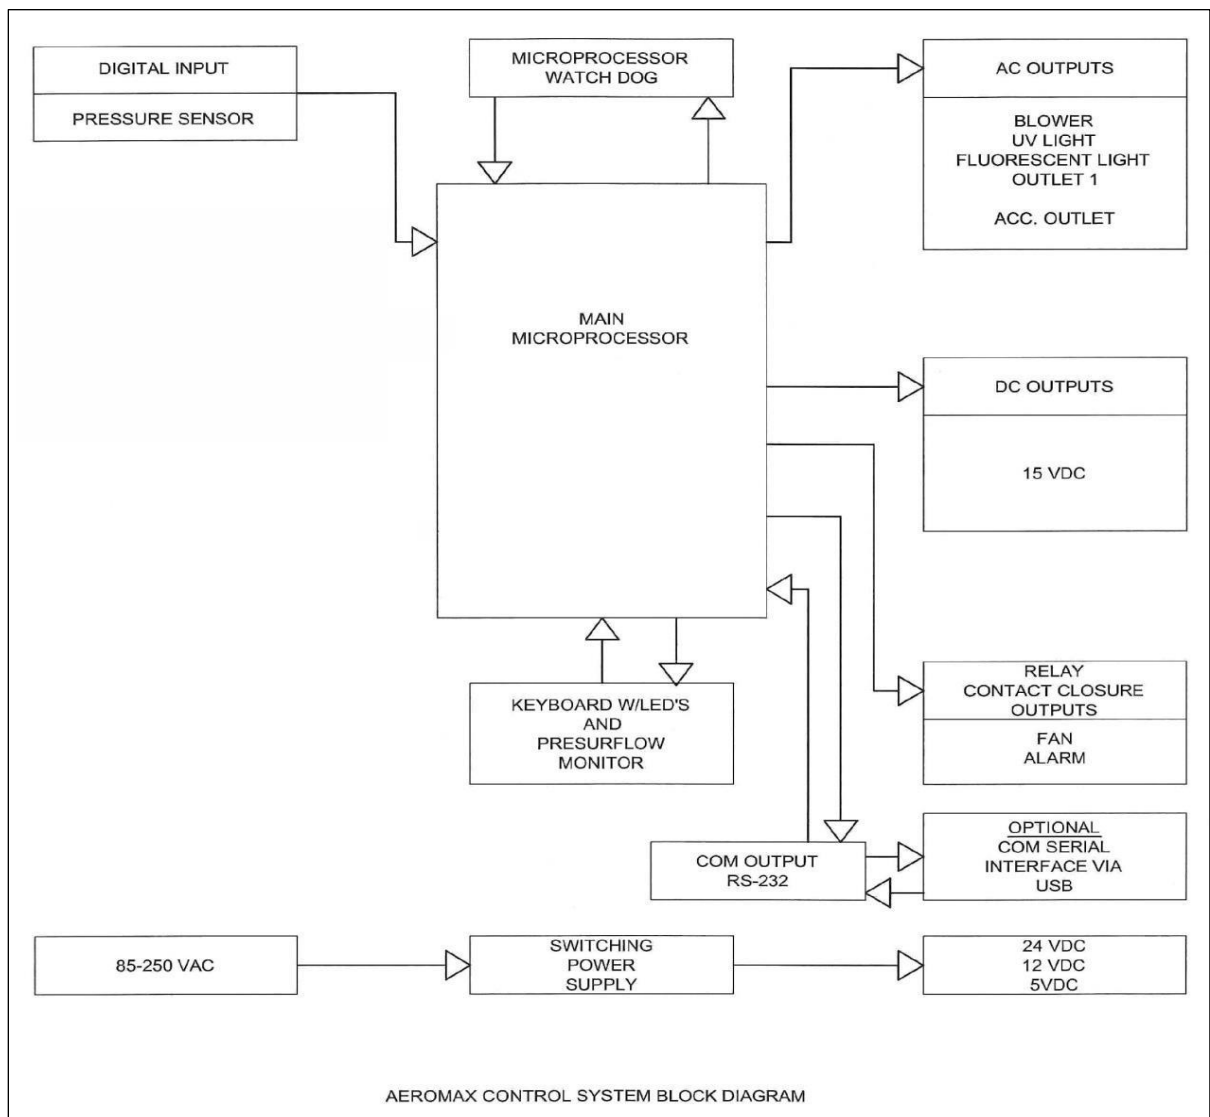 DIGITAL INPUT
PRESSURE SENSOR
MICROPROCESSOR
WATCH DOG
AC OUTPUTS
BLOWER
UV LIGHT
FLUORESCENT LIGHT
OUTLET 1
ACC. OUTLET
MAIN
MICROPROCESSOR
DC OUTPUTS
15 VDC
KEYBOARD W/LED'S
AND
PRESURFLOW
MONITOR
RELAY
CONTACT CLOSURE
OUTPUTS
FAN
ALARM
COM OUTPUT
RS-232
OPTIONAL
COM SERIAL
INTERFACE VIA
USB
85-250 VAC
SWITCHING
POWER
SUPPLY
24 VDC
12 VDC
5VDC
AEROMAX CONTROL SYSTEM BLOCK DIAGRAM